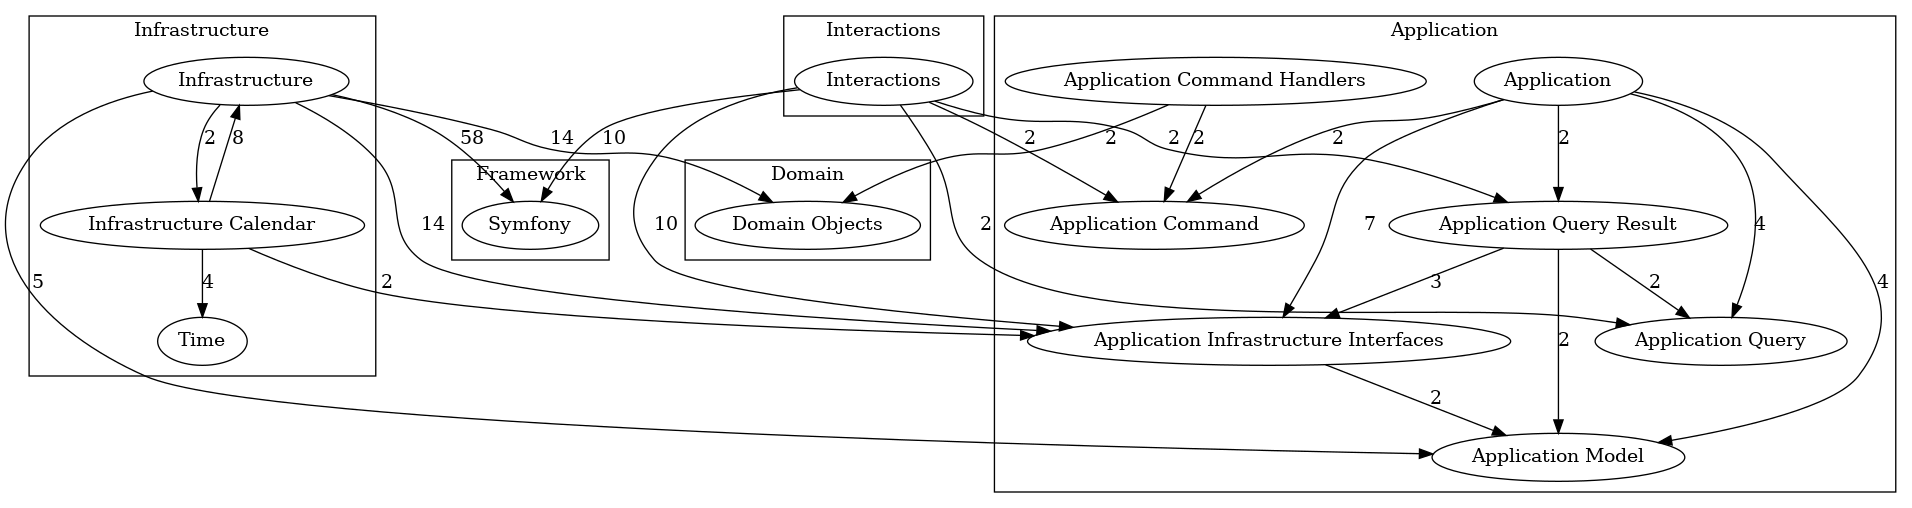 Infrastructure
Interactions
Application
Infrastructure
Interactions
Application Command Handlers
Application
2
8
58
14
10
2
2
2
2
2
2
Framework
Domain
Infrastructure Calendar
Symfony
Domain Objects
Application Command
Application Query Result
14
10
2
7
4
5
4
2
3
2
4
Time
Application Infrastructure Interfaces
2
Application Query
2
Application Model